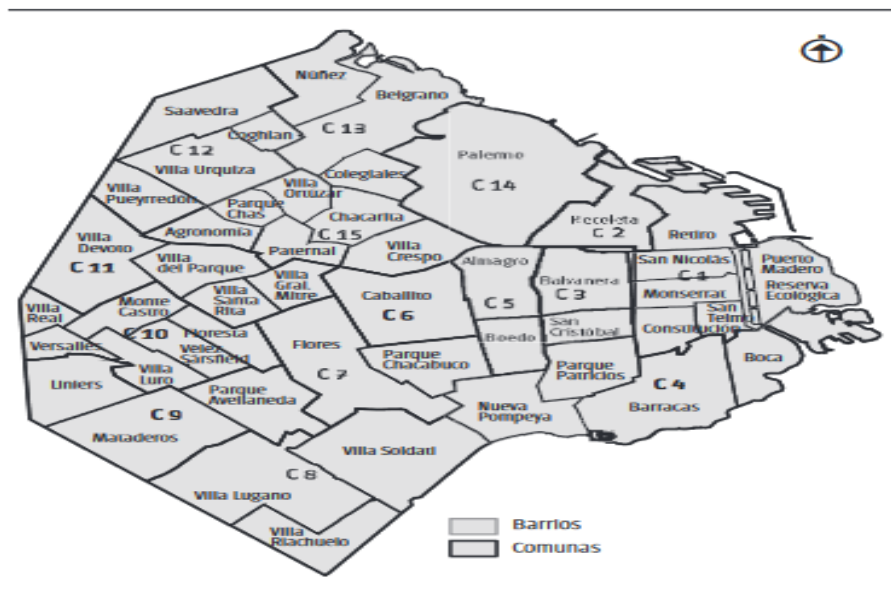 Núñez
Belgrano
Saavedra
Coghlan
C 13
C 12
Villa Urquiza
Palermo
C 14
Colegiales
Villa
Ortúzar
Villa
Pueyrredón
Parque
Chas
Chacarita
C 15
Agronomía
Paternal
Recoleta
C 2
Retiro
Villa
Devoto
C 11
Villa
del Parque
Villa
Crespo
Almagro
San Nicolás
C 1
Puerto
Madero
Reserva
Ecológica
Villa
Gral.
Mitre
Villa
Santa
Rita
Caballito
C 6
C 5
Balvanera
C 3
Monserrat
San
Telmo
Constitución
Villa
Real
Monte
Castro
C 10
Floresta
Versalles
Velez
Sarsfield
Villa
Luro
Flores
C 7
Boedo
San
Cristóbal
Parque
Chacabuco
Parque
Patricios
C 4
Boca
Barracas
Liniers
Parque
Avellaneda
C 9
Mataderos
Nueva
Pompeya
Villa Soldati
C 8
Villa Lugano
Villa
Riachuelo
Barrios
Comunas